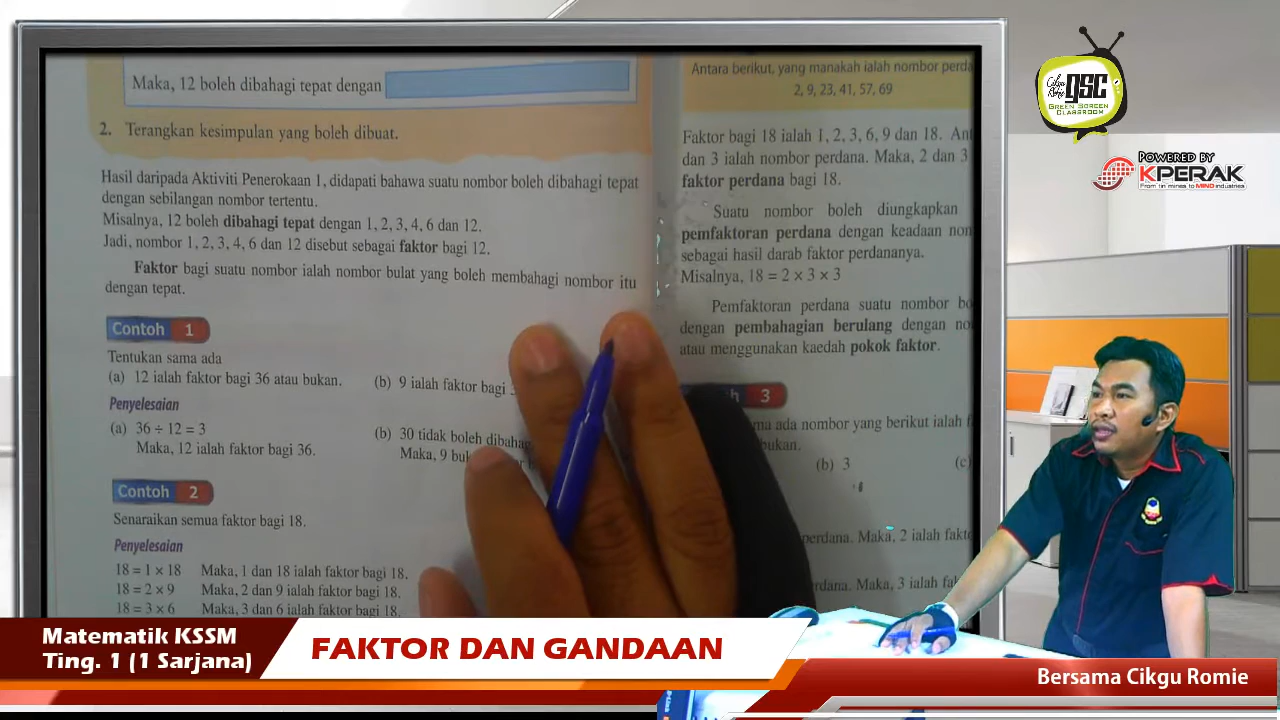 Maka, 12 boleh dibahagi tepat dengan
2. Terangkan kesimpulan yang boleh dibuat.
Hasil daripada Aktiviti Penerokaan 1, didapati bahawa suatu nombor boleh dibahagi tepat
dengan sebilangan nombor tertentu.
Misalnya, 12 boleh dibahagi tepat dengan 1, 2, 3, 4, 6 dan 12.
Jadi, nombor 1, 2, 3, 4, 6 dan 12 disebut sebagai faktor bagi 12.
Faktor bagi suatu nombor ialah nombor bulat yang boleh membahagi nombor itu
dengan tepat.
Contoh 1
Tentukan sama ada
(a) 12 ialah faktor bagi 36 atau bukan. (b) 9 ialah faktor bagi
Penyelesaian
(a) 36 ÷ 12 = 3 (b) 30 tidak boleh
Maka, 12 ialah faktor bagi 36. Maka, 9
Contoh 2
Senaraikan semua faktor bagi 18.
Penyelesaian
18 = 1 × 18 Maka, 1 dan 18 ialah faktor bagi 18.
18 = 2 × 9 Maka, 2 dan 9 ialah faktor bagi 18.
18 = 3 × 6 Maka, 3 dan 6 ialah faktor bagi 18.
Antara berikut, yang manakah ialah nombor
2, 9, 23, 41, 57, 69
Faktor bagi 18 ialah 1, 2, 3, 6, 9 dan 18.
dan 3 ialah nombor perdana. Maka, 2 dan 3
faktor perdana bagi 18.
Suatu nombor boleh diungkapkan
pemfaktoran perdana dengan keadaan
sebagai hasil darab faktor perdananya.
Misalnya, 18 = 2 × 3 × 3
Pemfaktoran perdana suatu nombor
dengan pembahagian berulang dengan
atau menggunakan kaedah pokok faktor.
3
ada nombor yang berikut ialah
bukan.
(b) 3 (c)
perdana. Maka, 2 ialah
Maka, 3 ialah
gsc
GREEN SCREEN
CLASSROOM
POWERED BY
KPERAK
From tin mines to MIND industries
Matematik KSSM
Ting. 1 (1 Sarjana)
FAKTOR DAN GANDAAN
Bersama Cikgu Romie